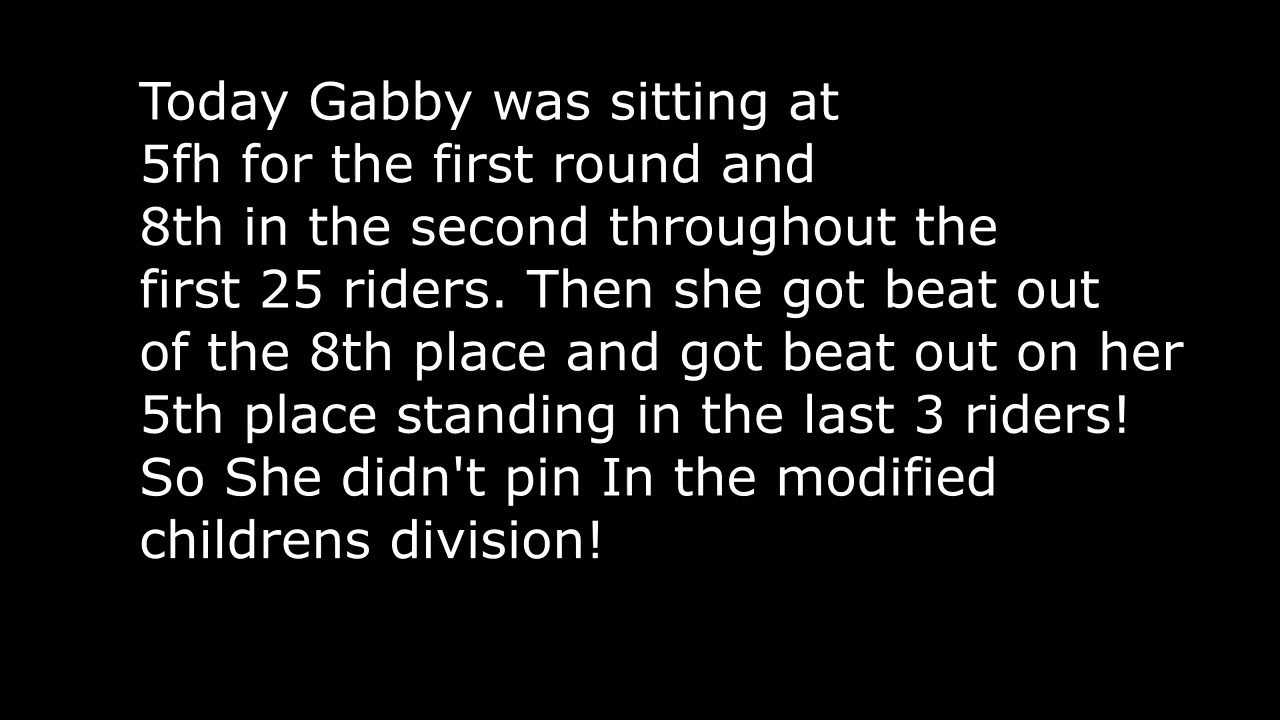 Today Gabby was sitting at
5fh for the first round and
8th in the second throughout the
first 25 riders. Then she got beat out
of the 8th place and got beat out on her
5th place standing in the last 3 riders!
So She didn't pin In the modified
childrens division!